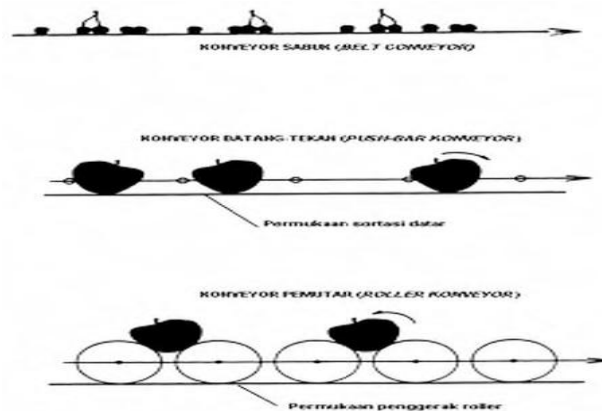 KONVEYOR SABUK (BELT CONVEYOR)
KONVEYOR BATANG-TEKAN (PUSH-BAR KONVEYOR)
Permukaan sortasi datar
KONVEYOR PEMUTAR (ROLLER KONVEYOR)
Permukaan penggerak roller